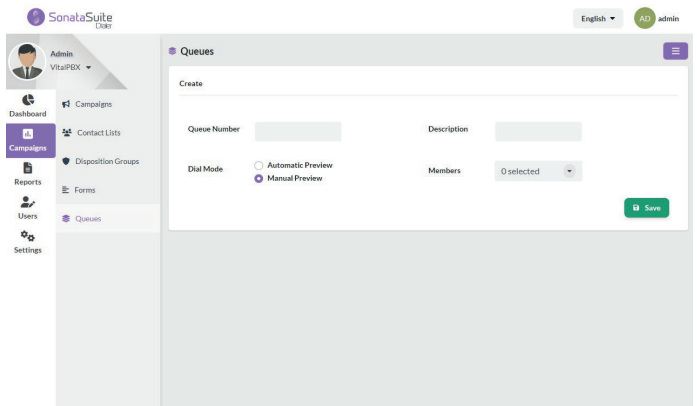 SonataSuite
Dialer
English
AD
admin
Admin
VitalPBX
Dashboard
Campaigns
Reports
Users
Settings
Campaigns
Contact Lists
Disposition Groups
Forms
Queues
Queues
Create
Queue Number
Description
Dial Mode
Automatic Preview
Manual Preview
Members
0 selected
Save